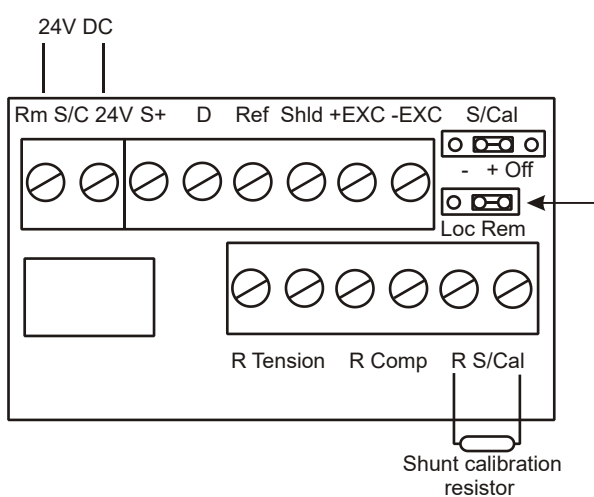 24V DC
Rm S/C 24V S+ D Ref Shld +EXC -EXC S/Cal
- + Off
Loc Rem
R Tension R Comp R S/Cal
Shunt calibration
resistor